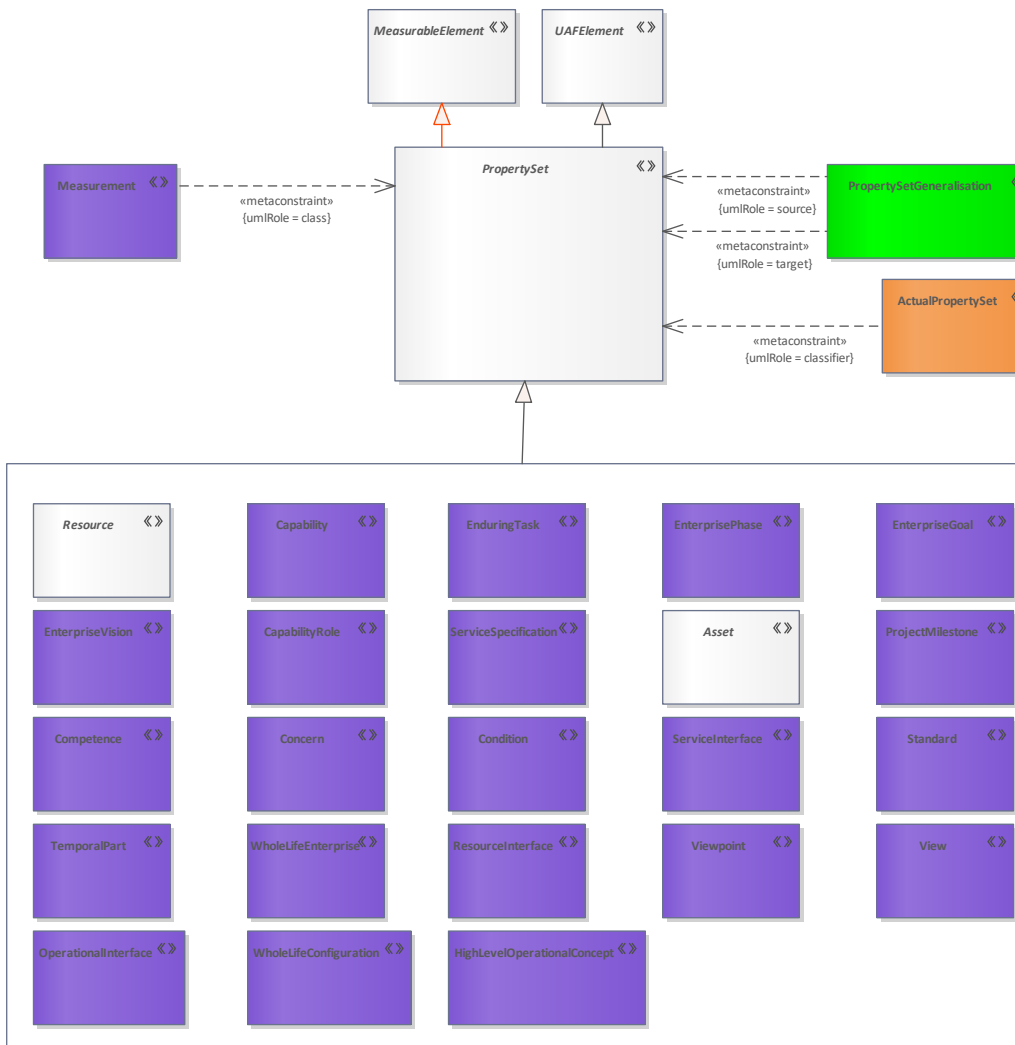 MeasurableElement «»
UAFElement «»
Measurement «»
PropertySet «»
PropertySetGeneralisation «
«metaconstraint»
{umlRole = class}
«metaconstraint»
{umlRole = source}
«metaconstraint»
{umlRole = target}
ActualPropertySet «
«metaconstraint»
{umlRole = classifier}
Resource «»
Capability «»
EnduringTask «»
EnterprisePhase «»
EnterpriseGoal «»
EnterpriseVision «»
CapabilityRole «»
ServiceSpecification «»
Asset «»
ProjectMilestone «»
Competence «»
Concern «»
Condition «»
ServiceInterface «»
Standard «»
TemporalPart «»
WholeLifeEnterprise «»
ResourceInterface «»
Viewpoint «»
View «»
OperationalInterface «»
WholeLifeConfiguration «»
HighLevelOperationalConcept «»